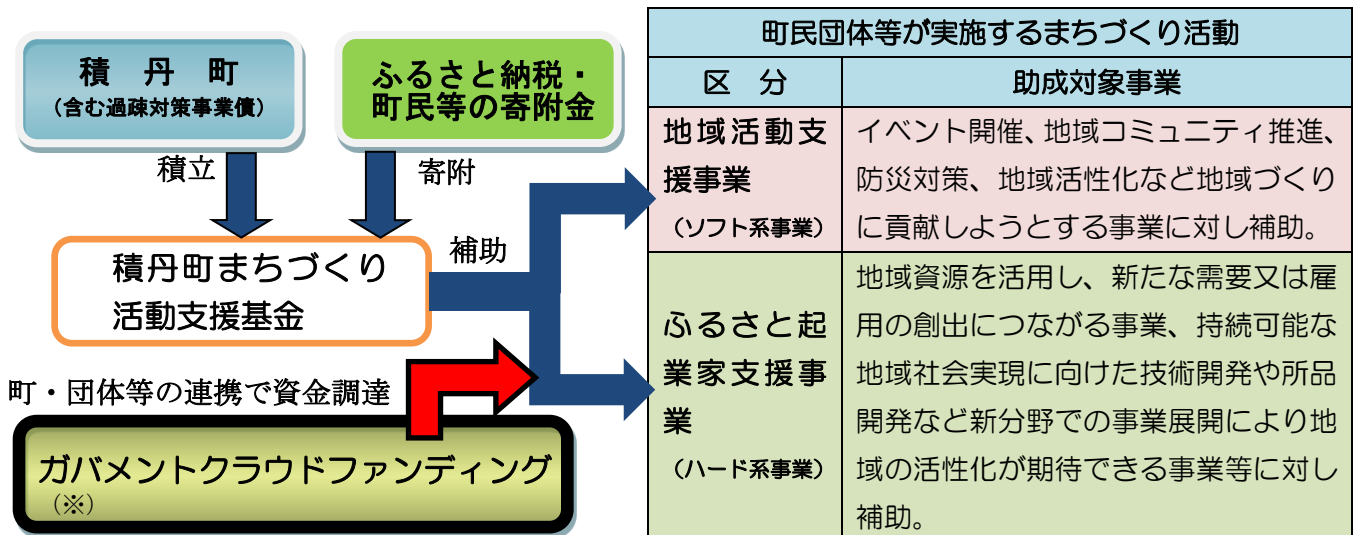 積 丹 町
(含む過疎対策事業債)
ふるさと納税・
町民等の寄附金
積立
寄附
積丹町まちづくり
活動支援基金
補助
町・団体等の連携で資金調達
ガバメントクラウドファンディング
(※)
町民団体等が実施するまちづくり活動
区 分
助成対象事業
地域活動支
援事業
(ソフト系事業)
イベント開催、地域コミュニティ推進、
防災対策、地域活性化など地域づくり
に貢献しようとする事業に対し補助。
ふるさと起
業家支援事
業
(ハード系事業)
地域資源を活用し、新たな需要又は雇
用の創出につながる事業、持続可能な
地域社会実現に向けた技術開発や所品
開発など新分野での事業展開により地
域の活性化が期待できる事業等に対し
補助。